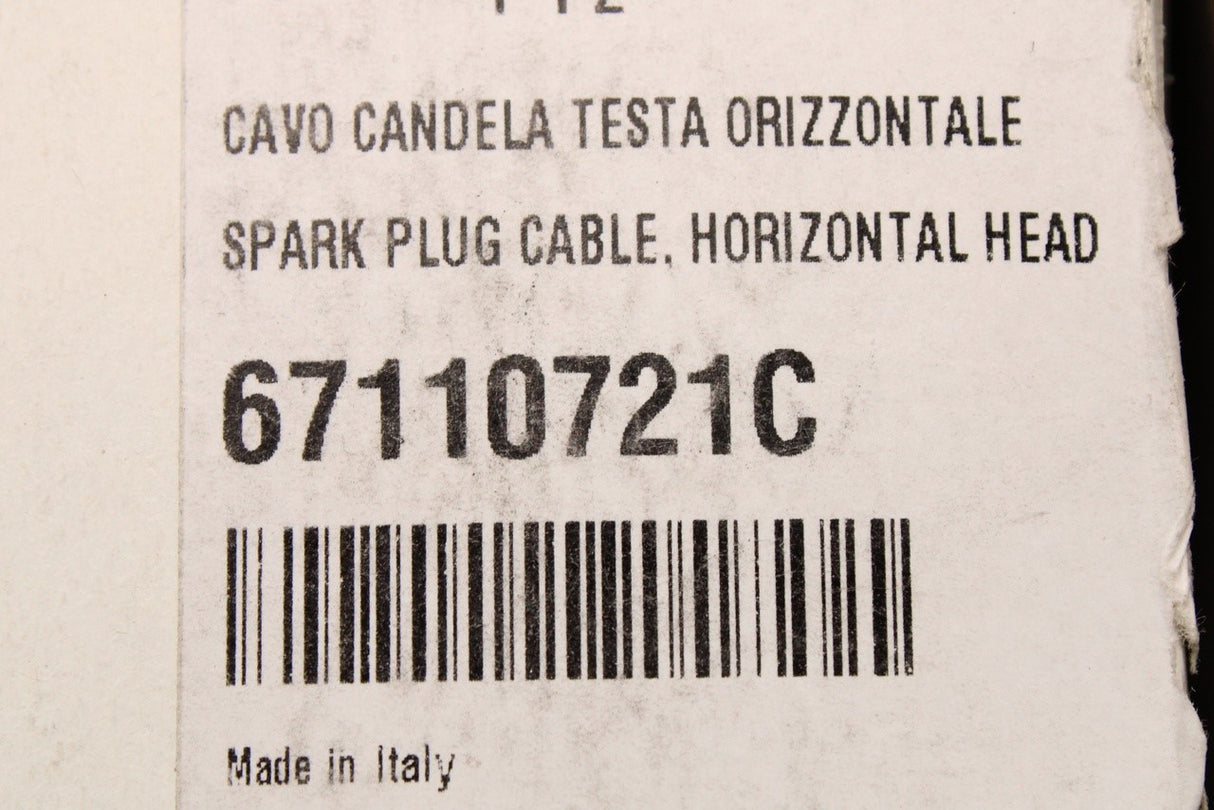 CAVO CANDELA TESTA ORIZZONTALE
SPARK PLUG CABLE, HORIZONTAL HEAD
67110721C
Made in Italy